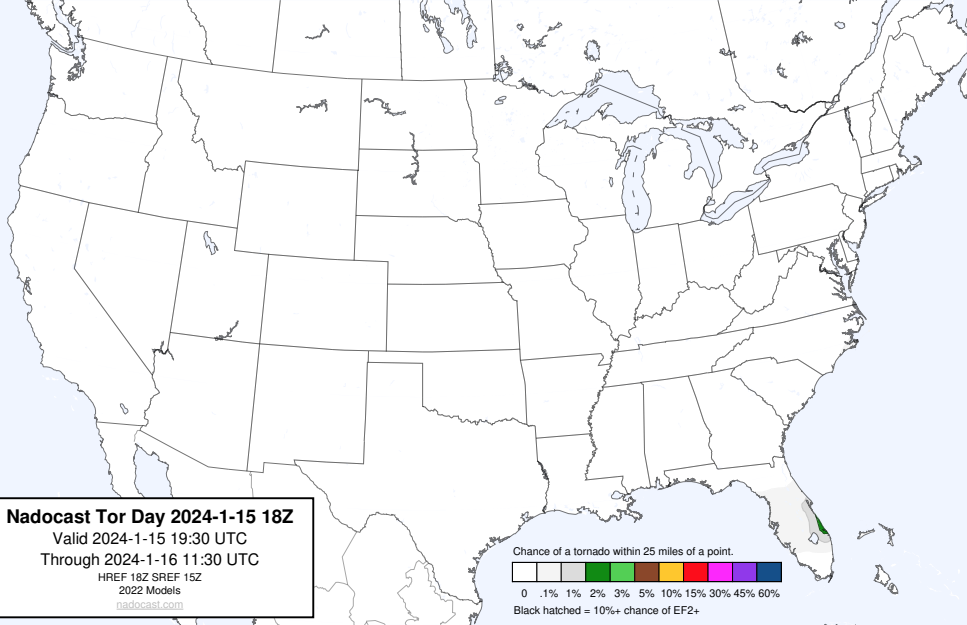 Nadocast Tor Day 2024-1-15 18Z
Valid 2024-1-15 19:30 UTC
Through 2024-1-16 11:30 UTC
HREF 18Z SREF 15Z
2022 Models
nadocast.com
Chance of a tornado within 25 miles of a point.
0 .1% 1% 2% 3% 5% 10% 15% 30% 45% 60%
Black hatched = 10%+ chance of EF2+